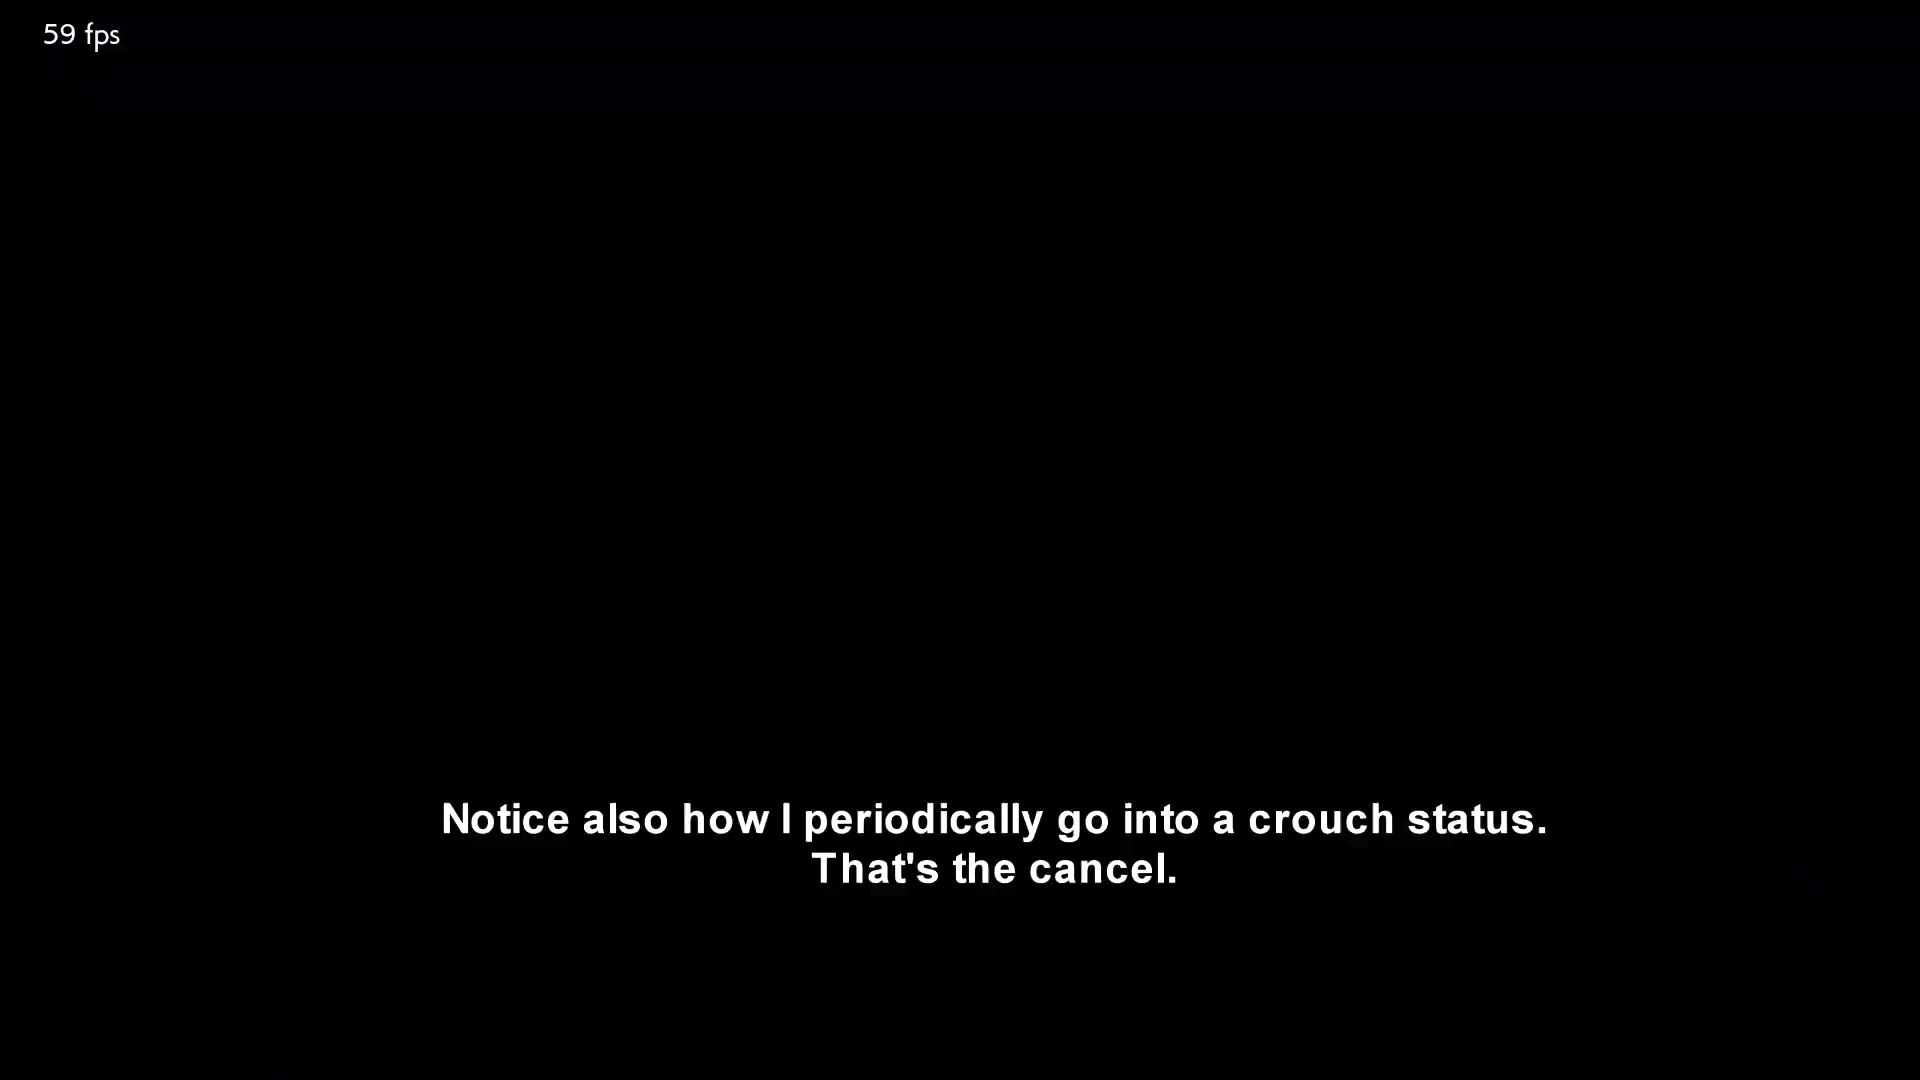 59 fps
Notice also how I periodically go into a crouch status.
That's the cancel.